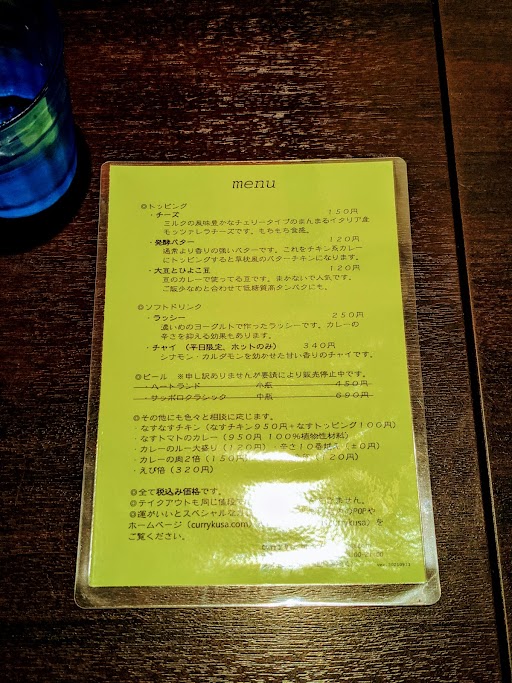 menu
◎トッピング
・チーズ 150円
ミルクの風味豊かなチェリータイプのまんまるイタリア産
モッツァレラチーズです。もちもち食感。
・発酵バター 120円
通常より香りの強いバターです。これをチキン系カレー
にトッピングすると草枕風のバターチキンになります。
・大豆とひよこ豆 120円
豆のカレーで使ってる豆です。まかないで人気です。
ご飯少なめと合わせて低糖質高タンパクにも。
◎ソフトドリンク
・ラッシー 250円
濃いめのヨーグルトで作ったラッシーです。カレーの
辛さを抑える効果もあります。
・チャイ（平日限定、ホットのみ） 340円
シナモン・カルダモンを効かせた甘い香りのチャイです。
◎ビール ※申し訳ありませんが要請により販売停止中です。
・ハートランド 小瓶 450円
・サッポロクラシック 中瓶 690円
◎その他にも色々と相談に応じます。
・なすなすチキン（なすチキン950円＋なすトッピング100円）
・なすトマトのカレー（950円 100％植物性材料）
・カレーのルー大盛り（120円）・辛さ10番越え（±0円）
・カレーの肉2倍（150円 120円）
・えび倍（320円）
◎全て税込み価格です。
◎テイクアウトも同じ値段で ません。
◎運がいいとスペシャルな のPOPや
ホームページ（currykusa.com kusa）を
ご覧ください。